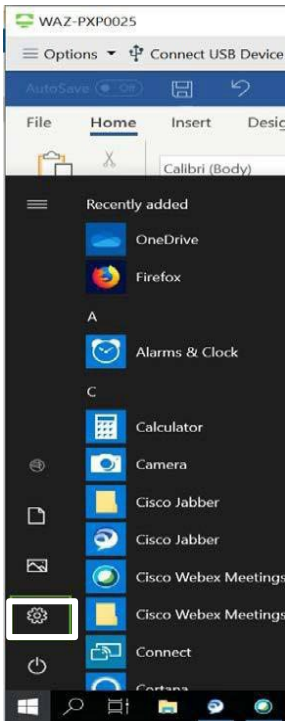 WAZ-PXP0025
Options Connect USB Device
AutoSave Off
File Home Insert Desig
Calibri (Body)
Recently added
OneDrive
Firefox
A
Alarms & Clock
C
Calculator
Camera
Cisco Jabber
Cisco Jabber
Cisco Webex Meetings
Cisco Webex Meetings
Connect
Cortana